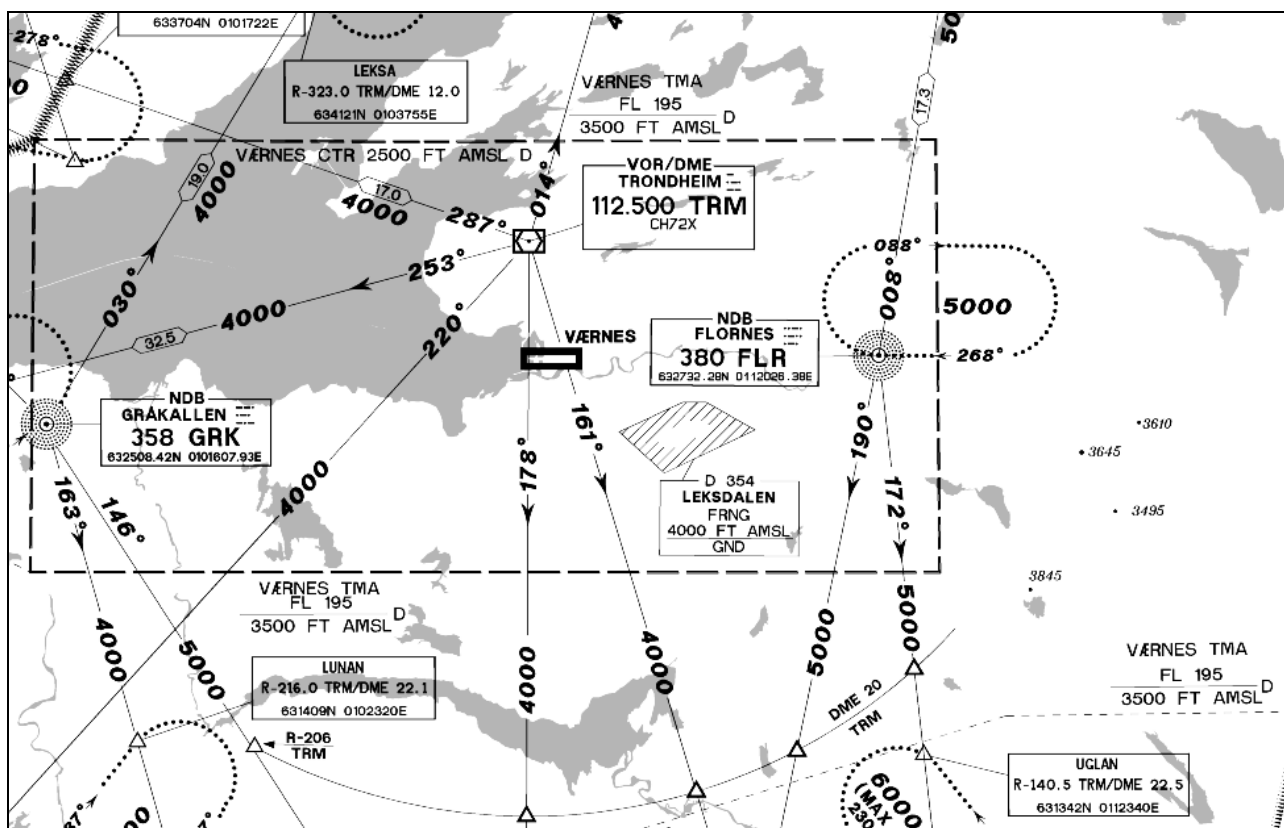 633704N 0101722E
278°
LEKSA
R-323.0 TRM/DME 12.0
634121N 0103755E
VÆRNES TMA
FL 195
3500 FT AMSL D
17.3
VÆRNES CTR 2500 FT AMSL D
19.0
4000
17.0
4000
287°
014°
VOR/DME
TRONDHEIM
112.500 TRM
CH72X
253°
4000
32.5
030°
220°
088°
008°
5000
268°
VÆRNES
NDB
FLORNES
380 FLR
632732.28N 0112026.38E
NDB
GRÅKALLEN
358 GRK
632508.42N 0101607.93E
163°
146°
4000
178°
161°
190°
172°
D 354
LEKSDALEN
FRNG
4000 FT AMSL
GND
3610
3645
3495
3845
VÆRNES TMA
FL 195
3500 FT AMSL D
4000
5000
4000
4000
5000
5000
LUNAN
R-216.0 TRM/DME 22.1
631409N 0102320E
R-206
TRM
DME 20
TRM
VÆRNES TMA
FL 195
3500 FT AMSL D
UGLAN
R-140.5 TRM/DME 22.5
631342N 0112340E
6000
(MAX
230